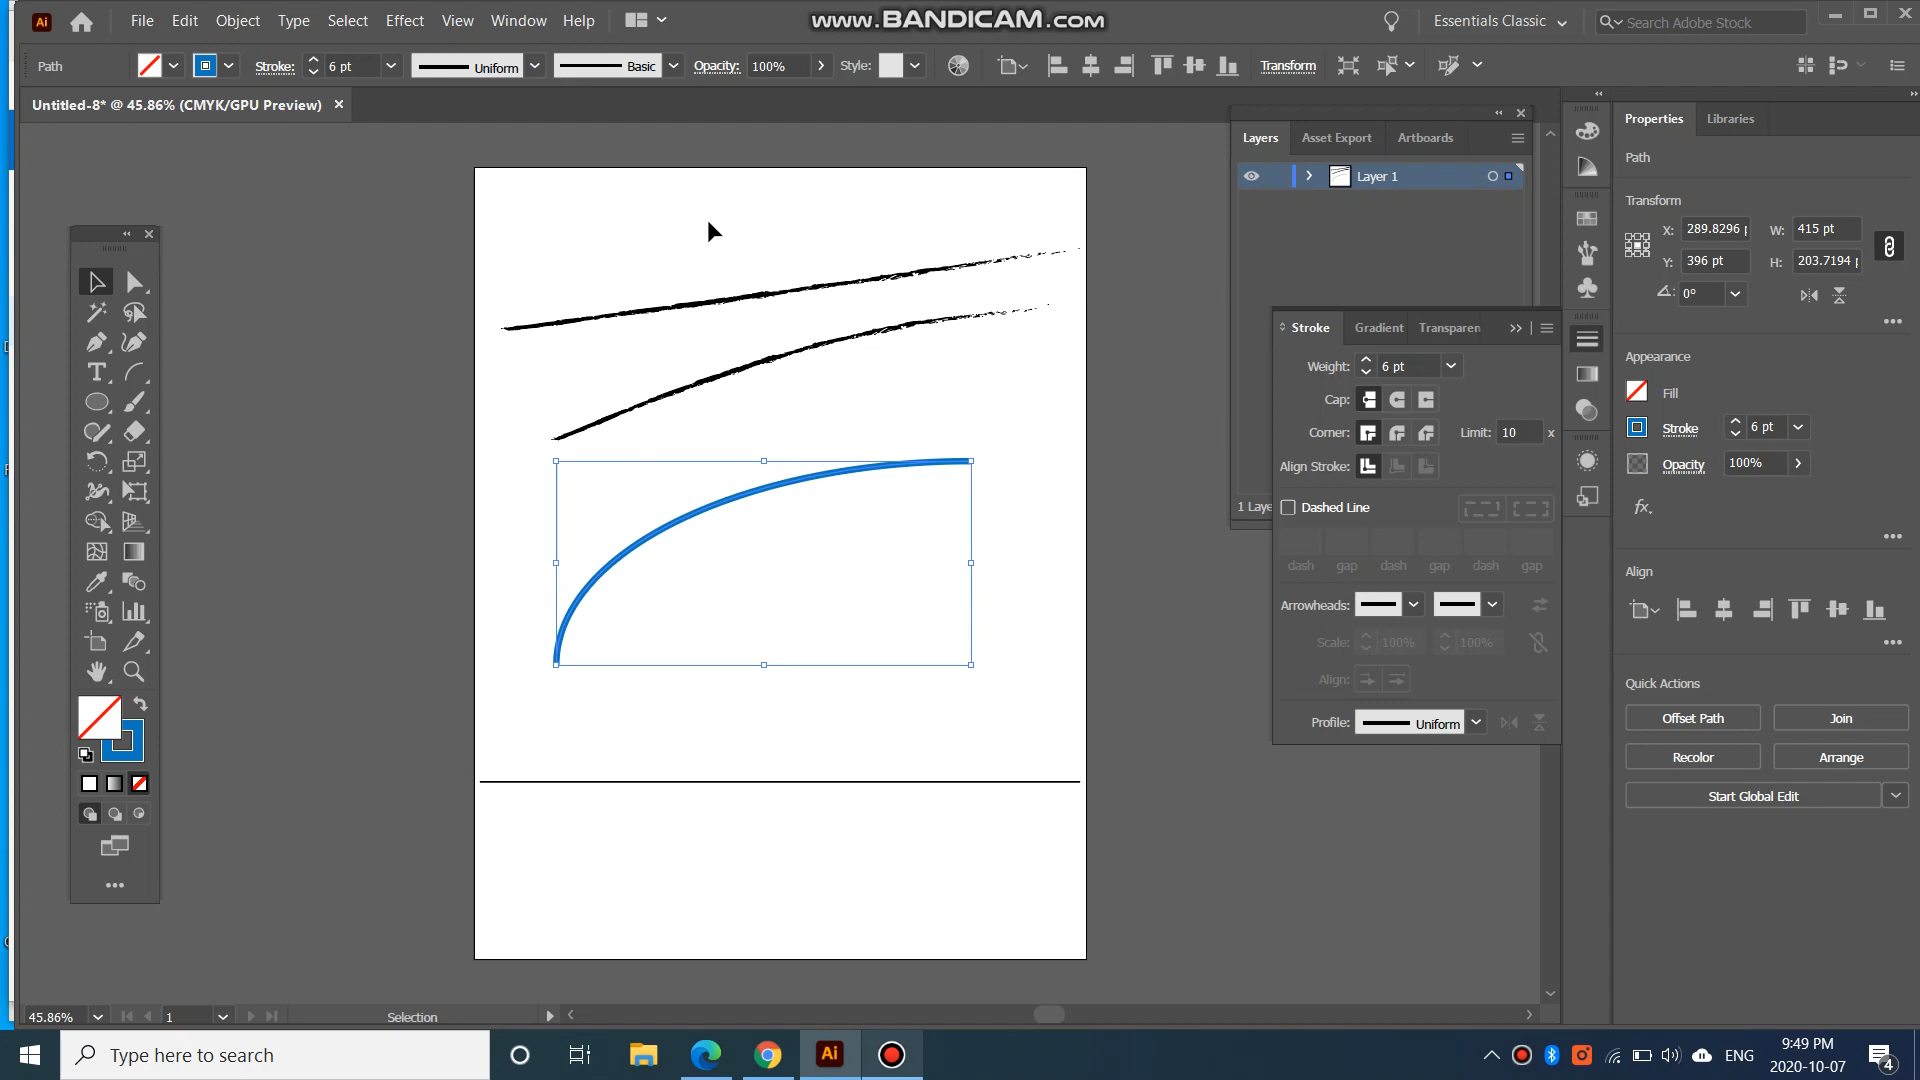 Ai File Edit Object Type Select Effect View Window Help www.BANDICAM.com Essentials Classic Search Adobe Stock
Path Stroke: 6 pt Uniform Basic Opacity: 100% Style: Transform
Untitled-8* @ 45.86% (CMYK/GPU Preview)
Layers Asset Export Artboards
Layer 1
1 Laye
Stroke Gradient Transparen
Weight: 6 pt
Cap:
Corner: Limit: 10 x
Align Stroke:
Dashed Line
dash gap dash gap dash gap
Arrowheads:
Scale: 100% 100%
Align:
Profile: Uniform
Properties Libraries
Path
Transform
X: 289.8296 p W: 415 pt
Y: 396 pt H: 203.7194 p
0°
Appearance
Fill
Stroke 6 pt
Opacity 100%
fx.
Align
Quick Actions
Offset Path Join
Recolor Arrange
Start Global Edit
45.86% 1 Selection
Type here to search
Ai
ENG
9:49 PM
2020-10-07
4